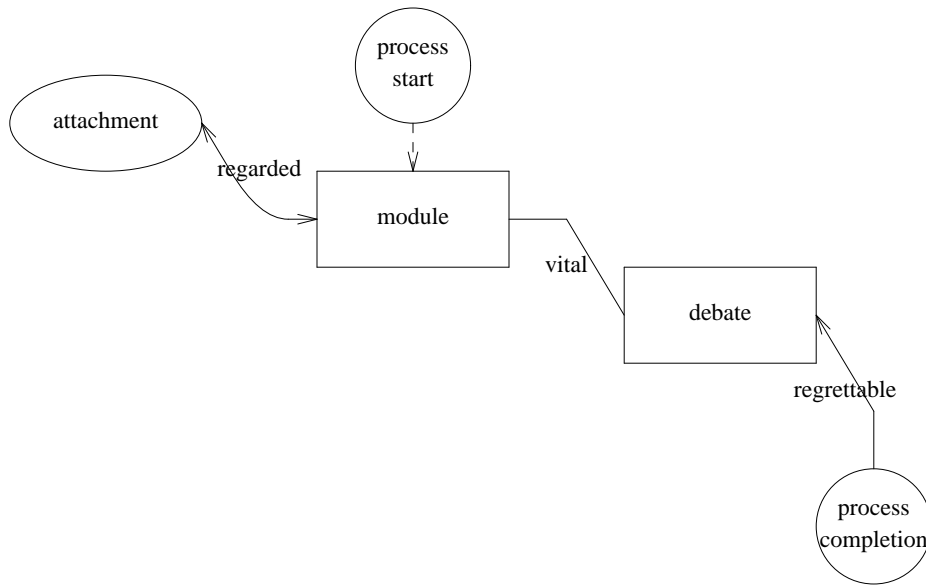 process
start
attachment
regarded
module
vital
debate
regrettable
process
completion